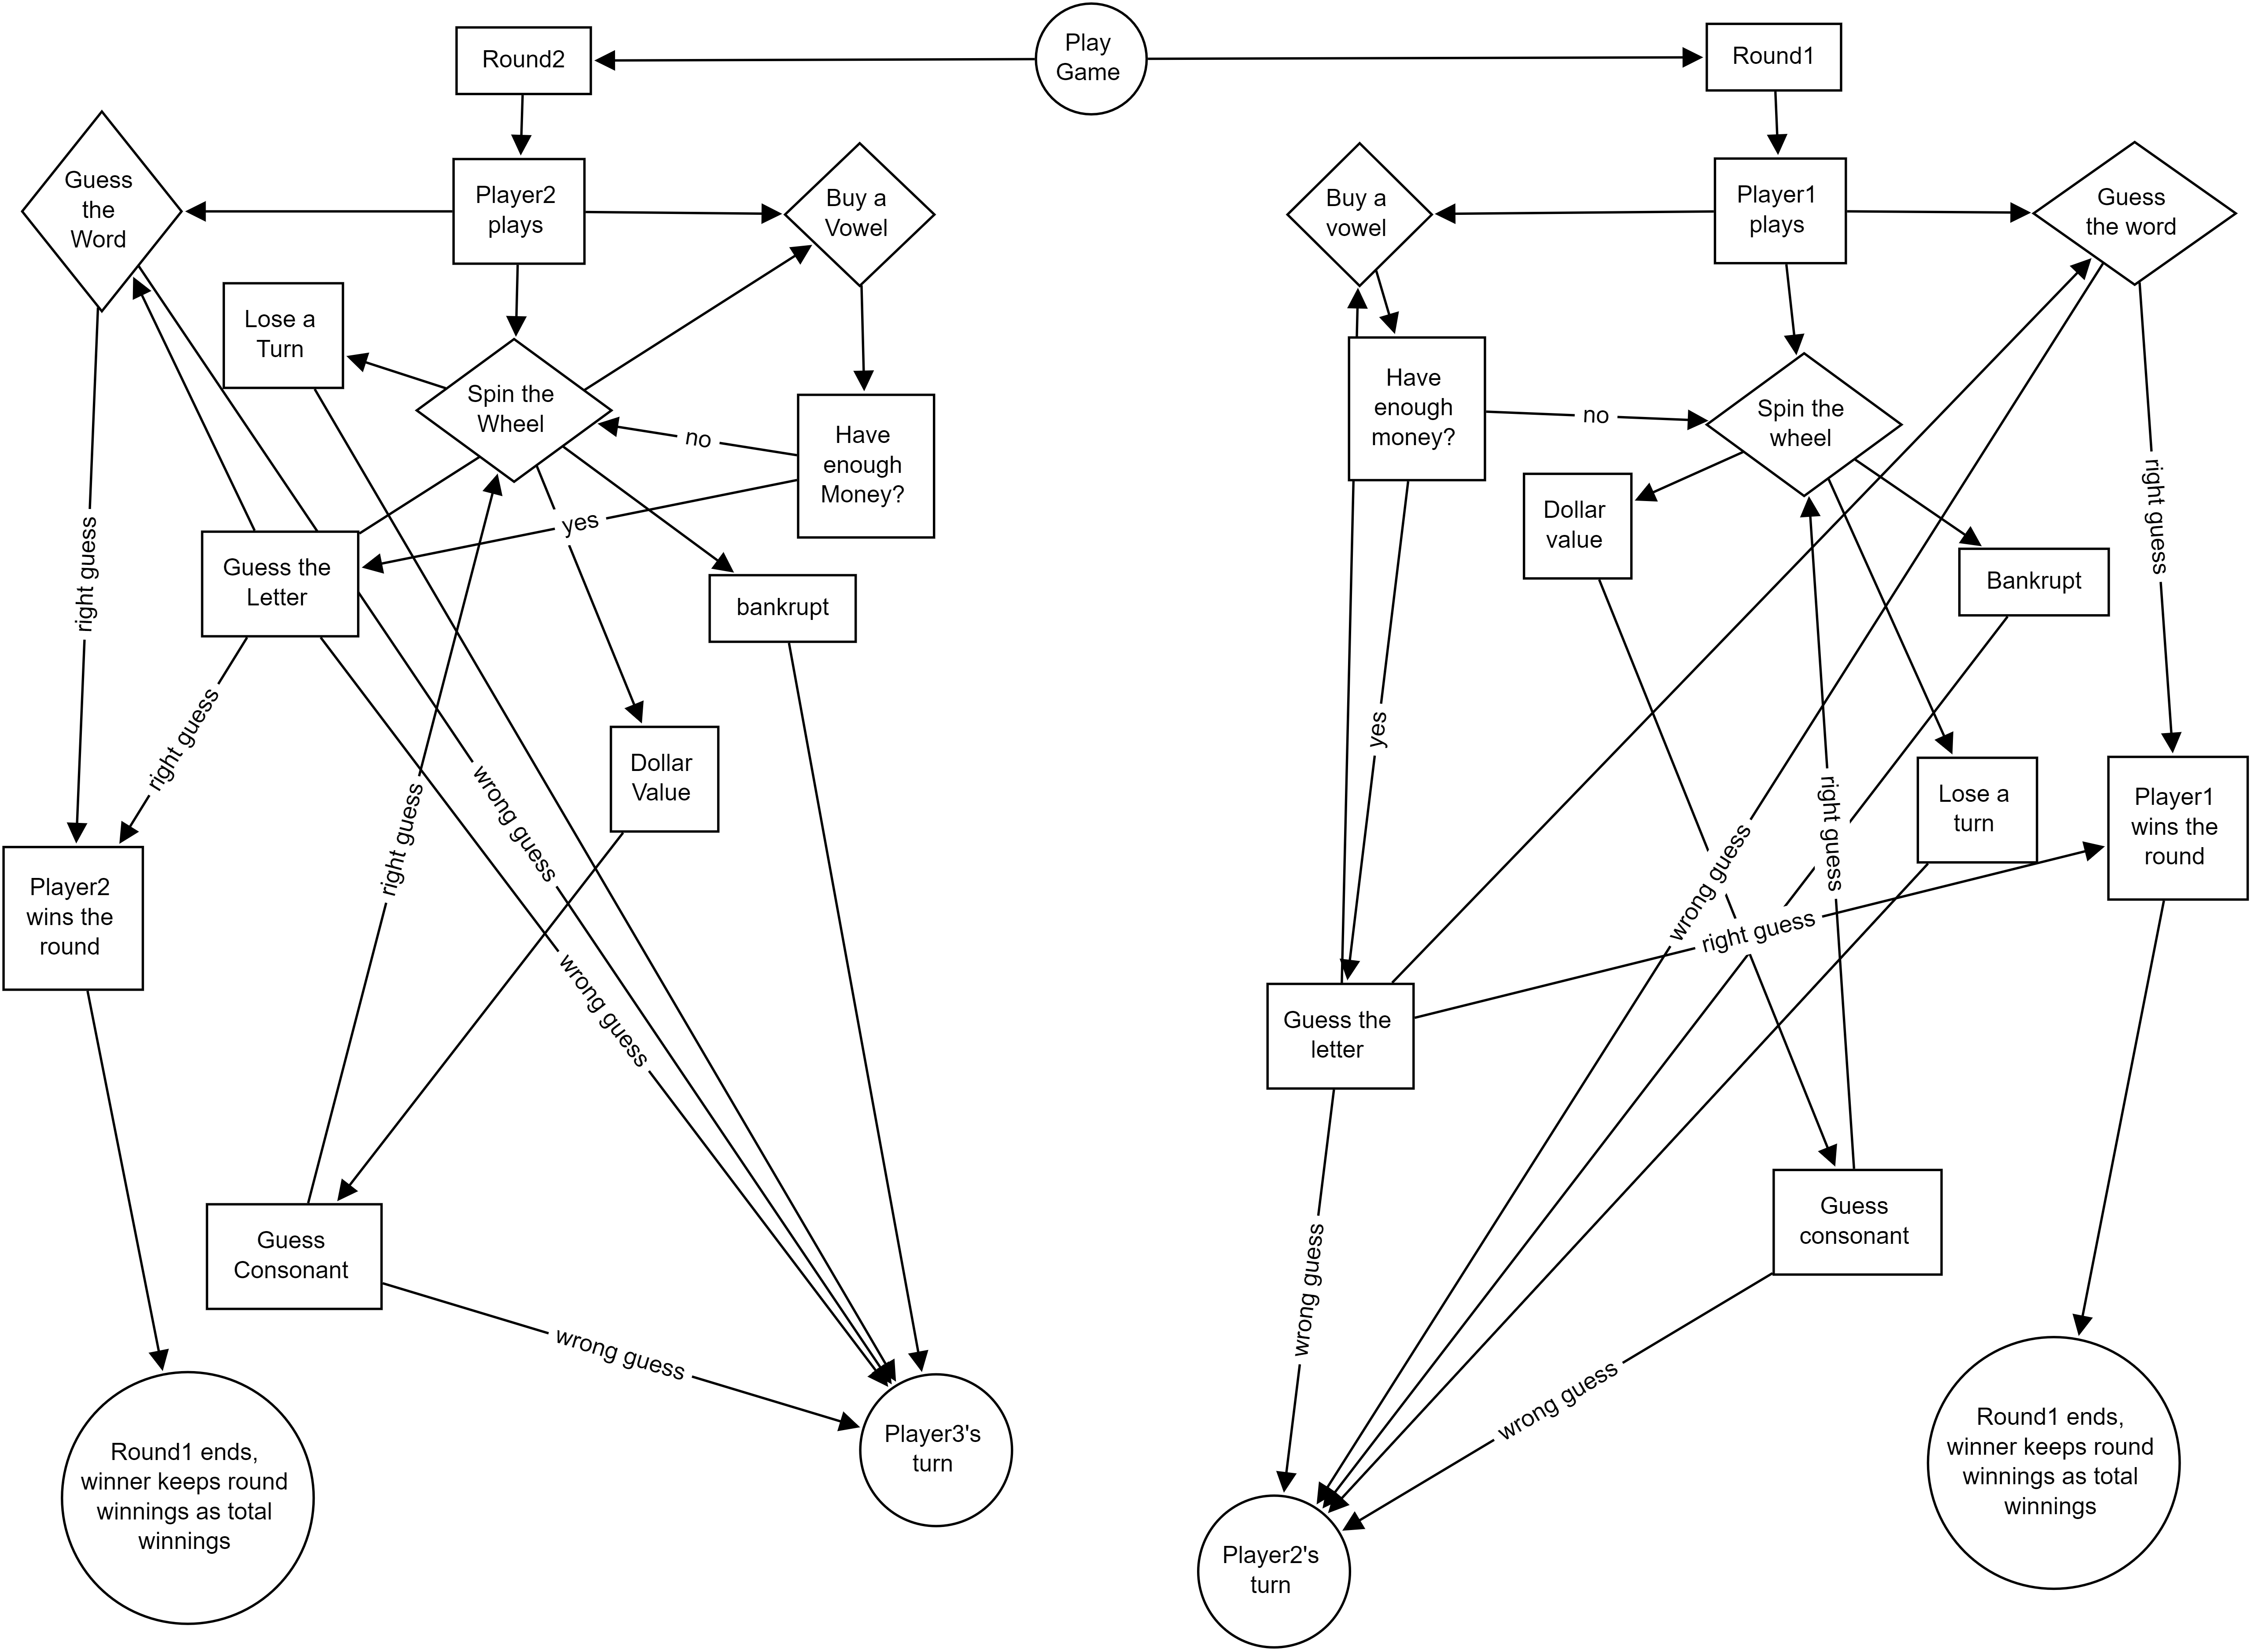 Play
Game
Round2
Round1
Guess
the
Word
Player2
plays
Buy a
Vowel
Lose a
Turn
Spin the
Wheel
no
Have
enough
Money?
yes
Guess the
Letter
bankrupt
right guess
right guess
Dollar
Value
wrong guess
right guess
Player2
wins the
round
wrong guess
Guess
Consonant
wrong guess
Player3's
turn
Round1 ends,
winner keeps round
winnings as total
winnings
Buy a
vowel
Player1
plays
Guess
the word
Have
enough
money?
no
Spin the
wheel
Dollar
value
right guess
Bankrupt
yes
Lose a
turn
Player1
wins the
round
right guess
wrong guess
right guess
Guess the
letter
Guess
consonant
wrong guess
wrong guess
Player2's
turn
Round1 ends,
winner keeps round
winnings as total
winnings